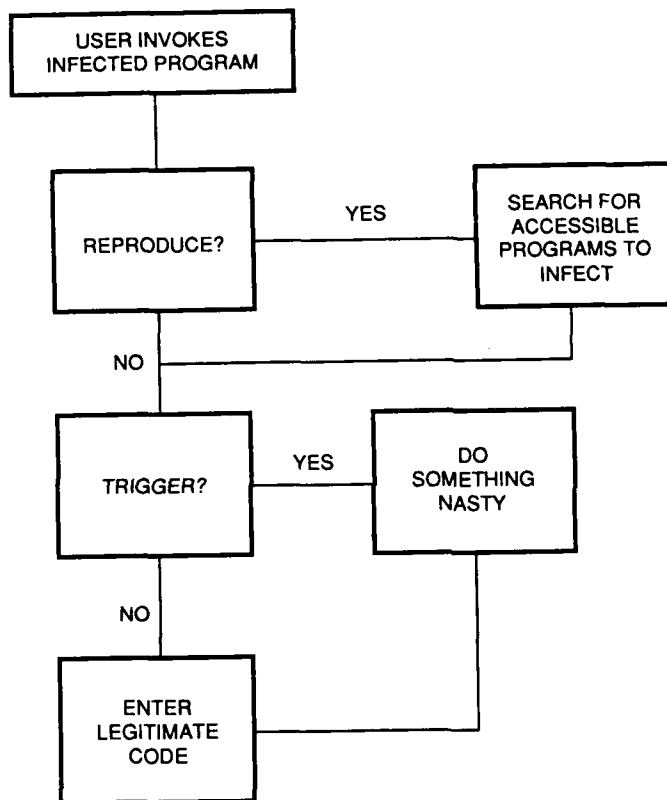 USER INVOKES
INFECTED PROGRAM
REPRODUCE?
YES
SEARCH FOR
ACCESSIBLE
PROGRAMS TO
INFECT
NO
TRIGGER?
YES
DO
SOMETHING
NASTY
NO
ENTER
LEGITIMATE
CODE